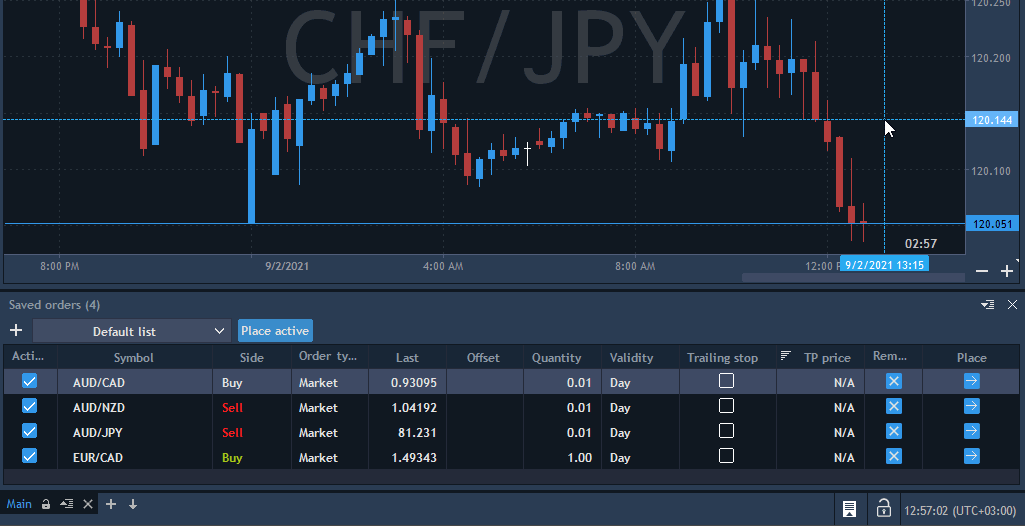 120.250
CHF/JPY
120.200
120.144
120.100
120.051
02:57
8:00 PM 9/2/2021 4:00 AM 8:00 AM 12:00 P 9/2/2021 13:15
Saved orders (4)
Default list Place active
Acti... Symbol Side Order ty... Last Offset Quantity Validity Trailing stop TP price Rem... Place
AUD/CAD Buy Market 0.93095 0.01 Day N/A
AUD/NZD Sell Market 1.04192 0.01 Day N/A
AUD/JPY Sell Market 81.231 0.01 Day N/A
EUR/CAD Buy Market 1.49343 1.00 Day N/A
Main 12:57:02 (UTC+03:00)